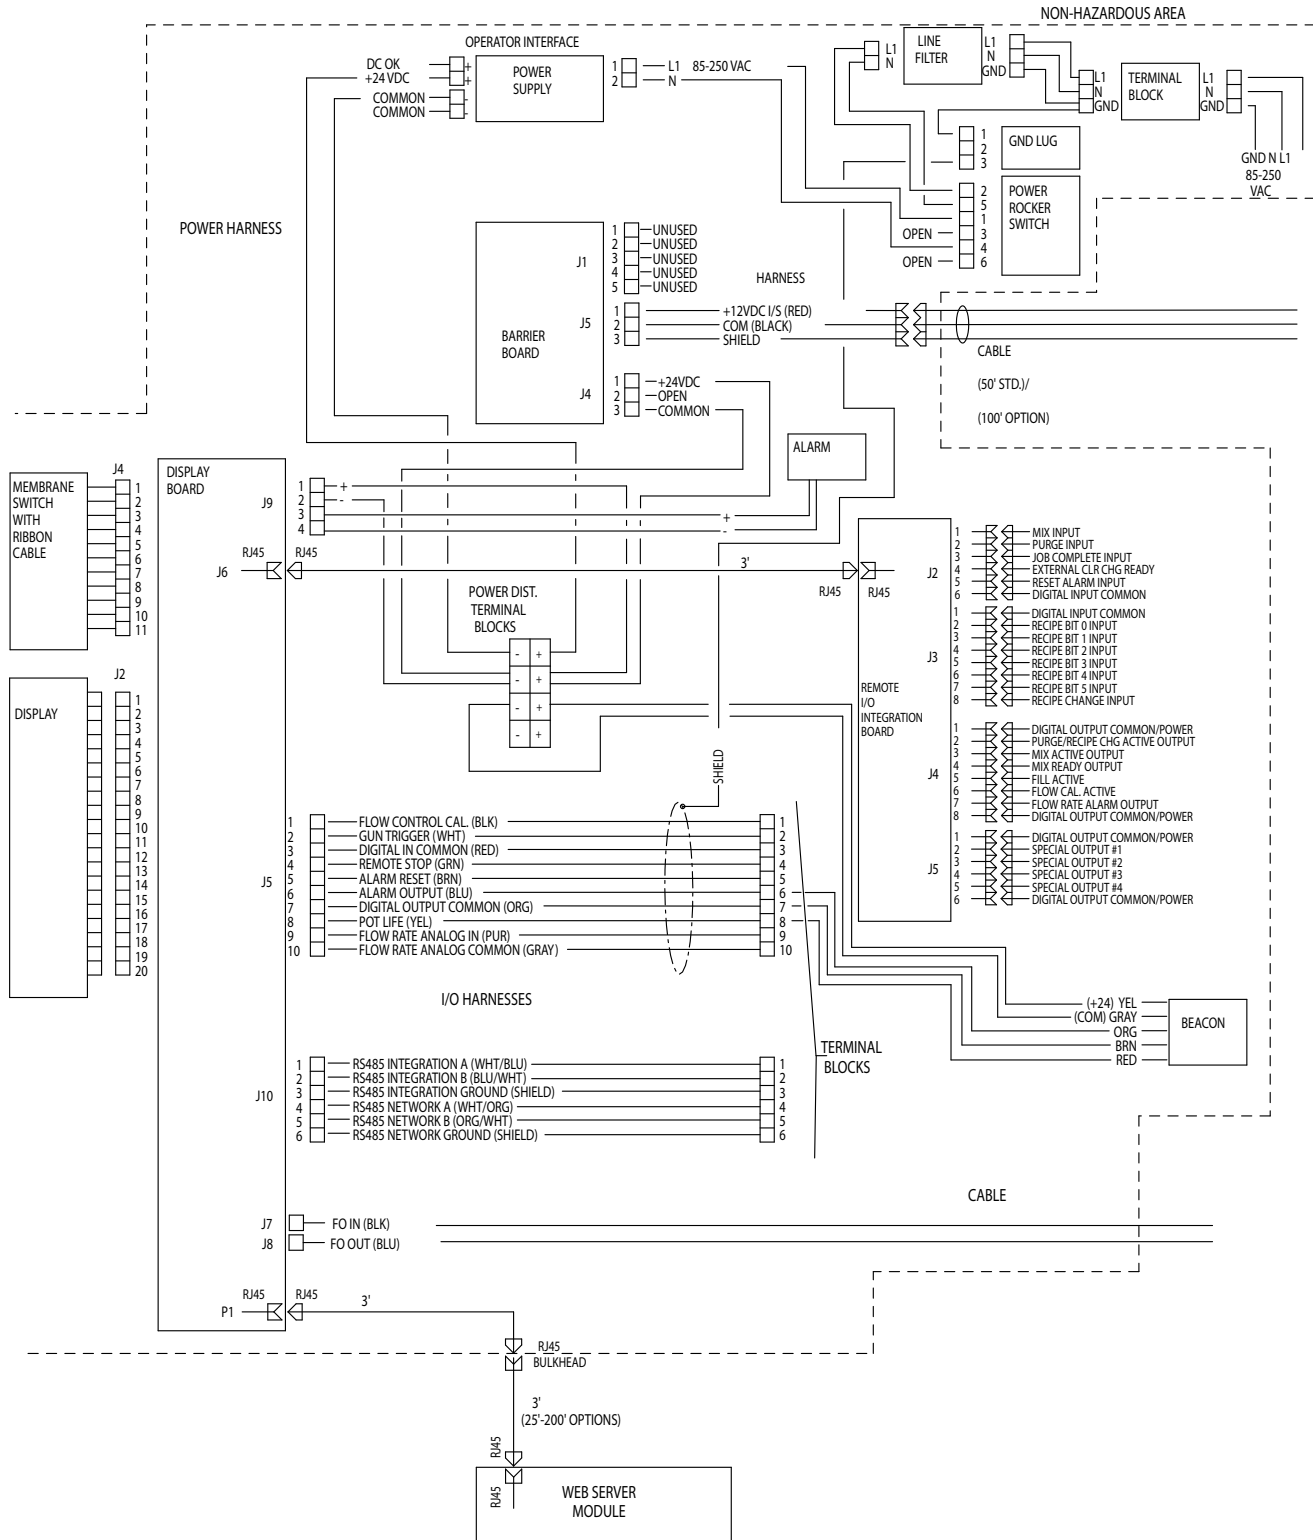 NON-HAZARDOUS AREA
OPERATOR INTERFACE
DC OK
+24 VDC
COMMON
COMMON
+
+
-
-
POWER
SUPPLY
1
2
L1 85-250 VAC
N
L1
N
LINE
FILTER
L1
N
GND
L1
N
GND
TERMINAL
BLOCK
L1
N
GND
GND N L1
85-250
VAC
1
2
3
GND LUG
2
5
1
3
4
6
OPEN
OPEN
POWER
ROCKER
SWITCH
POWER HARNESS
BARRIER
BOARD
J1
1 UNUSED
2 UNUSED
3 UNUSED
4 UNUSED
5 UNUSED
HARNESS
J5
1 +12VDC I/S (RED)
2 COM (BLACK)
3 SHIELD
CABLE
(50' STD.)/
(100' OPTION)
J4
1 +24VDC
2 OPEN
3 COMMON
ALARM
MEMBRANE
SWITCH
WITH
RIBBON
CABLE
J4
1
2
3
4
5
6
7
8
9
10
11
DISPLAY
BOARD
J9
1 +
2 -
3
4
+
-
RJ45 RJ45
J6
3'
RJ45 RJ45
POWER DIST.
TERMINAL
BLOCKS
- +
- +
- +
- +
DISPLAY
J2
1
2
3
4
5
6
7
8
9
10
11
12
13
14
15
16
17
18
19
20
REMOTE
I/O
INTEGRATION
BOARD
J2
1 MIX INPUT
2 PURGE INPUT
3 JOB COMPLETE INPUT
4 EXTERNAL CLR CHG READY
5 RESET ALARM INPUT
6 DIGITAL INPUT COMMON
J3
1 DIGITAL INPUT COMMON
2 RECIPE BIT 0 INPUT
3 RECIPE BIT 1 INPUT
4 RECIPE BIT 2 INPUT
5 RECIPE BIT 3 INPUT
6 RECIPE BIT 4 INPUT
7 RECIPE BIT 5 INPUT
8 RECIPE CHANGE INPUT
J4
1 DIGITAL OUTPUT COMMON/POWER
2 PURGE/RECIPE CHG ACTIVE OUTPUT
3 MIX ACTIVE OUTPUT
4 MIX READY OUTPUT
5 FILL ACTIVE
6 FLOW CAL. ACTIVE
7 FLOW RATE ALARM OUTPUT
8 DIGITAL OUTPUT COMMON/POWER
J5
1 DIGITAL OUTPUT COMMON/POWER
2 SPECIAL OUTPUT #1
3 SPECIAL OUTPUT #2
4 SPECIAL OUTPUT #3
5 SPECIAL OUTPUT #4
6 DIGITAL OUTPUT COMMON/POWER
SHIELD
J5
1 FLOW CONTROL CAL. (BLK) 1
2 GUN TRIGGER (WHT) 2
3 DIGITAL IN COMMON (RED) 3
4 REMOTE STOP (GRN) 4
5 ALARM RESET (BRN) 5
6 ALARM OUTPUT (BLU) 6
7 DIGITAL OUTPUT COMMON (ORG) 7
8 POT LIFE (YEL) 8
9 FLOW RATE ANALOG IN (PUR) 9
10 FLOW RATE ANALOG COMMON (GRAY) 10
I/O HARNESSES
(+24) YEL
(COM) GRAY
ORG
BRN
RED
BEACON
TERMINAL
BLOCKS
J10
1 RS485 INTEGRATION A (WHT/BLU) 1
2 RS485 INTEGRATION B (BLU/WHT) 2
3 RS485 INTEGRATION GROUND (SHIELD) 3
4 RS485 NETWORK A (WHT/ORG) 4
5 RS485 NETWORK B (ORG/WHT) 5
6 RS485 NETWORK GROUND (SHIELD) 6
CABLE
J7 FO IN (BLK)
J8 FO OUT (BLU)
RJ45 RJ45
P1
3'
RJ45
BULKHEAD
3'
(25'-200' OPTIONS)
RJ45
RJ45
WEB SERVER
MODULE